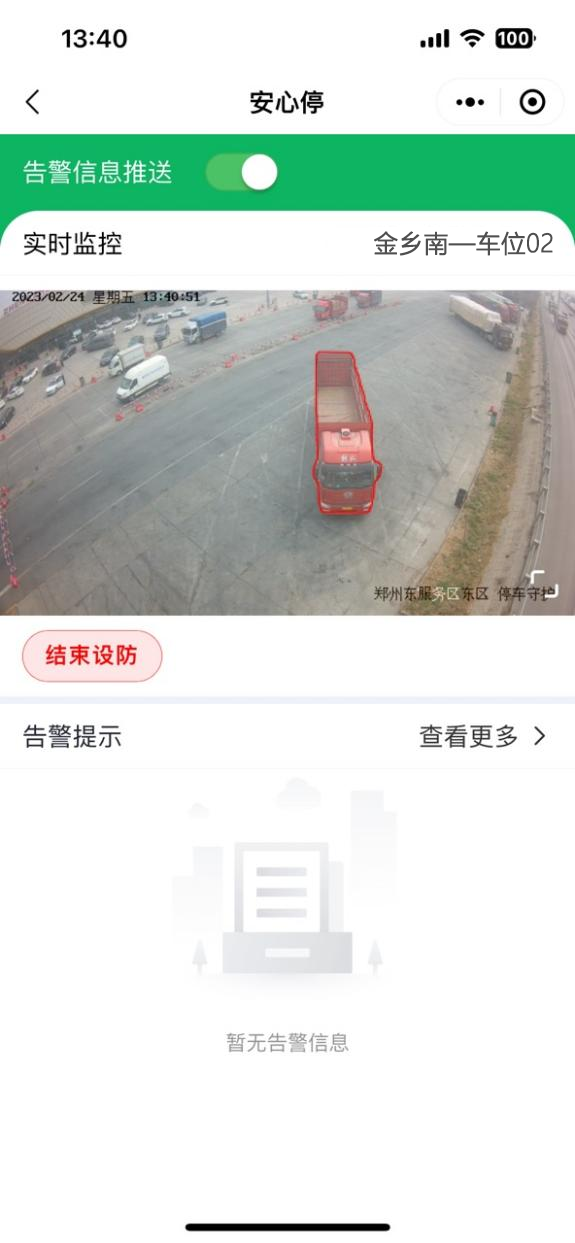 13:40
100
安心停
告警信息推送
实时监控 金乡南—车位02
2023/02/24 星期五 13:40:51
郑州东服务区东区 停车守护
结束设防
告警提示 查看更多
暂无告警信息